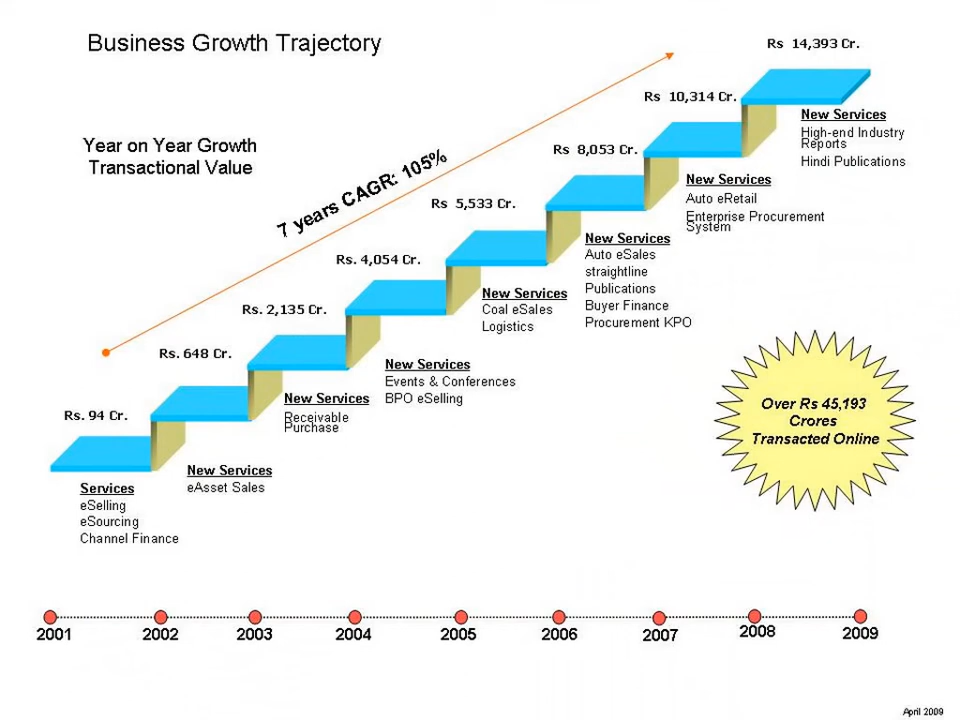 Business Growth Trajectory
Year on Year Growth
Transactional Value
7 years CAGR: 105%
Rs. 94 Cr.
Services
eSelling
eSourcing
Channel Finance
Rs. 648 Cr.
New Services
eAsset Sales
Rs. 2,135 Cr.
New Services
Receivable
Purchase
Rs. 4,054 Cr.
New Services
Events & Conferences
BPO eSelling
Rs 5,533 Cr.
New Services
Coal eSales
Logistics
Rs 8,053 Cr.
New Services
Auto eSales
straightline
Publications
Buyer Finance
Procurement KPO
Rs 10,314 Cr.
New Services
Auto eRetail
Enterprise Procurement
System
Rs 14,393 Cr.
New Services
High-end Industry
Reports
Hindi Publications
Over Rs 45,193
Crores
Transacted Online
2001 2002 2003 2004 2005 2006 2007 2008 2009
April 2009